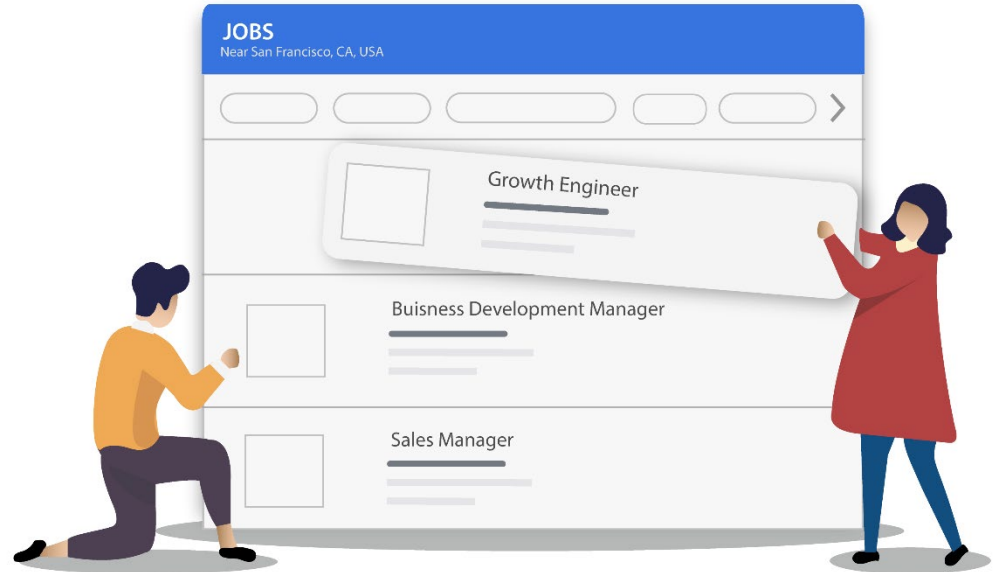 JOBS
Near San Francisco, CA, USA
Growth Engineer
Buisness Development Manager
Sales Manager